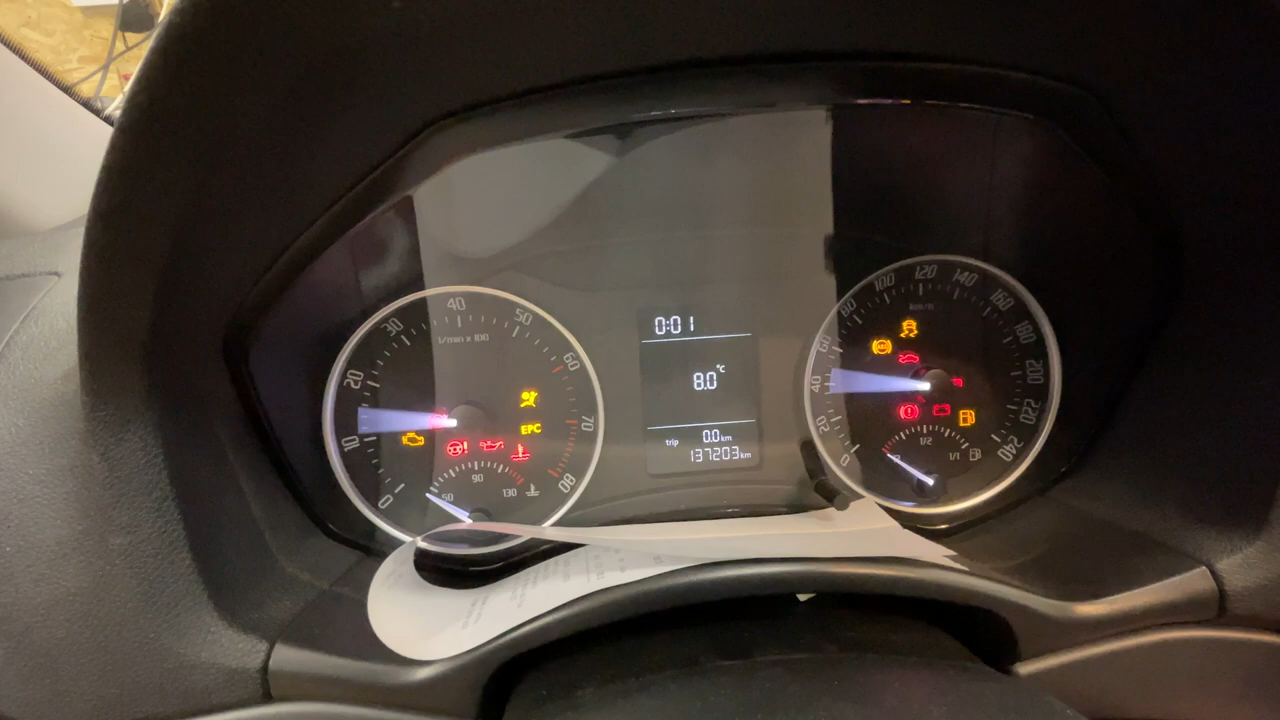 0:01
8.0°C
trip 0.0 km
137203 km
0 10 20 30 40 50 60 70 80
1/min x 100
EPC
50 90 130
0 20 40 60 80 100 120 140 160 180 200 220 240
km/h
1/2 1/1